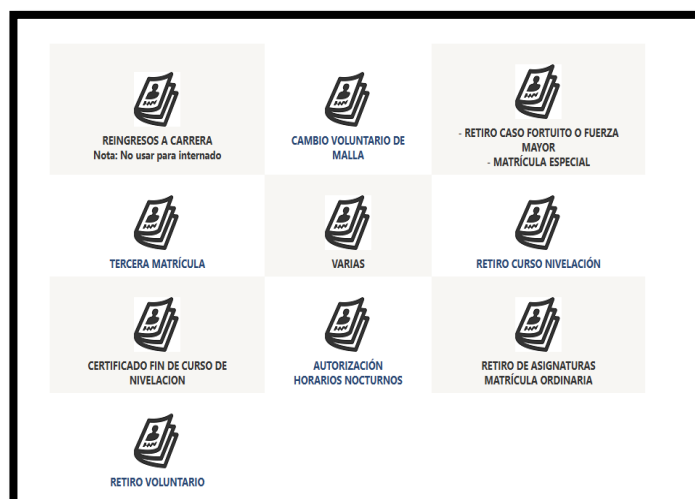 REINGRESOS A CARRERA
Nota: No usar para internado
CAMBIO VOLUNTARIO DE
MALLA
- RETIRO CASO FORTUITO O FUERZA
MAYOR
- MATRÍCULA ESPECIAL
TERCERA MATRÍCULA
VARIAS
RETIRO CURSO NIVELACIÓN
CERTIFICADO FIN DE CURSO DE
NIVELACION
AUTORIZACIÓN
HORARIOS NOCTURNOS
RETIRO DE ASIGNATURAS
MATRÍCULA ORDINARIA
RETIRO VOLUNTARIO